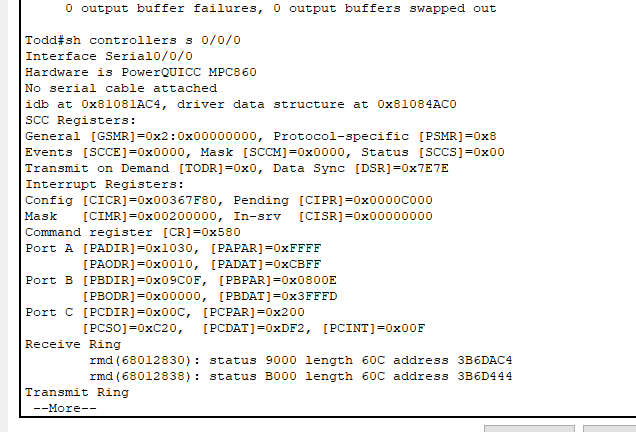 0 output buffer failures, 0 output buffers swapped out
Todd#sh controllers s 0/0/0
Interface Serial0/0/0
Hardware is PowerQUICC MPC860
No serial cable attached
idb at 0x81081AC4, driver data structure at 0x81084AC0
SCC Registers:
General [GSMR]=0x2:0x00000000, Protocol-specific [PSMR]=0x8
Events [SCCE]=0x0000, Mask [SCCM]=0x0000, Status [SCCS]=0x00
Transmit on Demand [TODR]=0x0, Data Sync [DSR]=0x7E7E
Interrupt Registers:
Config [CICR]=0x00367F80, Pending [CIPR]=0x0000C000
Mask   [CIMR]=0x00200000, In-srv  [CISR]=0x00000000
Command register [CR]=0x580
Port A [PADIR]=0x1030, [PAPAR]=0xFFFF
       [PAODR]=0x0010, [PADAT]=0xCBFF
Port B [PBDIR]=0x09C0F, [PBPAR]=0x0800E
       [PBODR]=0x00000, [PBDAT]=0x3FFFD
Port C [PCDIR]=0x00C, [PCPAR]=0x200
       [PCSO]=0xC20,  [PCDAT]=0xDF2, [PCINT]=0x00F
Receive Ring
        rmd(68012830): status 9000 length 60C address 3B6DAC4
        rmd(68012838): status B000 length 60C address 3B6D444
Transmit Ring
 --More--